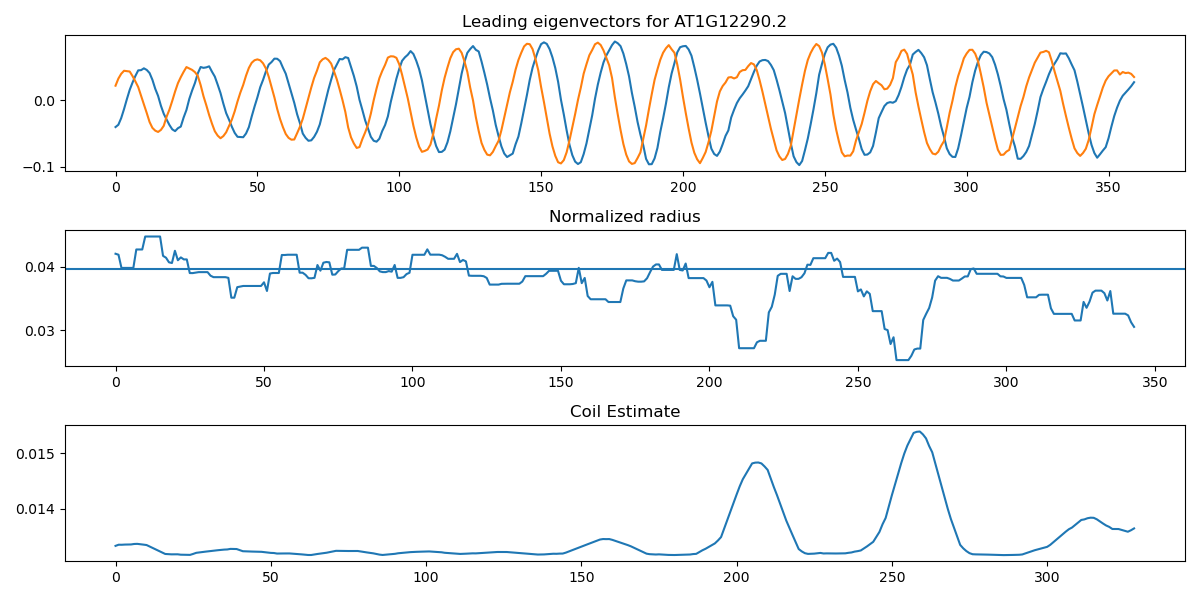 Leading eigenvectors for AT1G12290.2
0.0
−0.1
0 50 100 150 200 250 300 350
Normalized radius
0.04
0.03
0 50 100 150 200 250 300 350
Coil Estimate
0.015
0.014
0 50 100 150 200 250 300